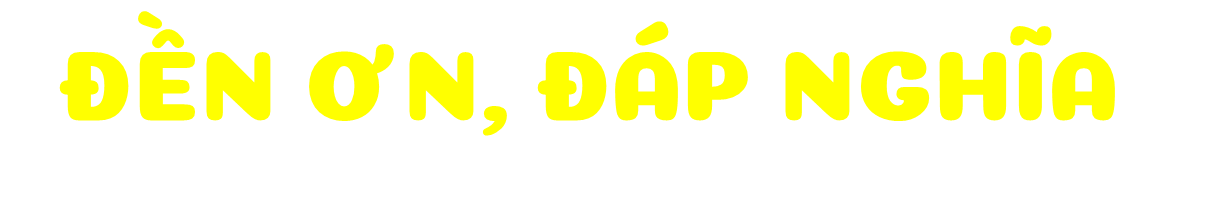 ĐỀN ƠN, ĐÁP NGHĨA